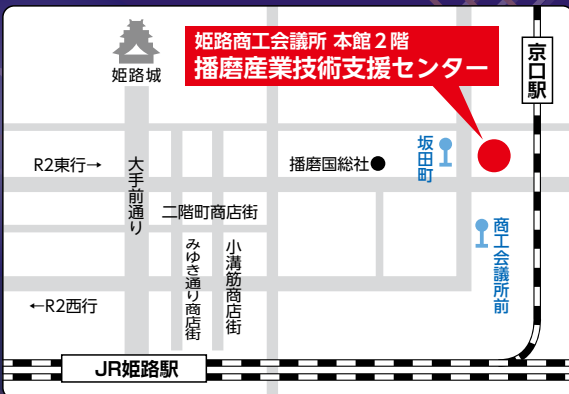 姫路商工会議所 本館2階
播磨産業技術支援センター
京口駅
姫路城
坂田町
R2東行→
大手前通り
播磨国総社●
二階町商店街
みゆき通り商店街
小溝筋商店街
商工会議所前
←R2西行
JR姫路駅